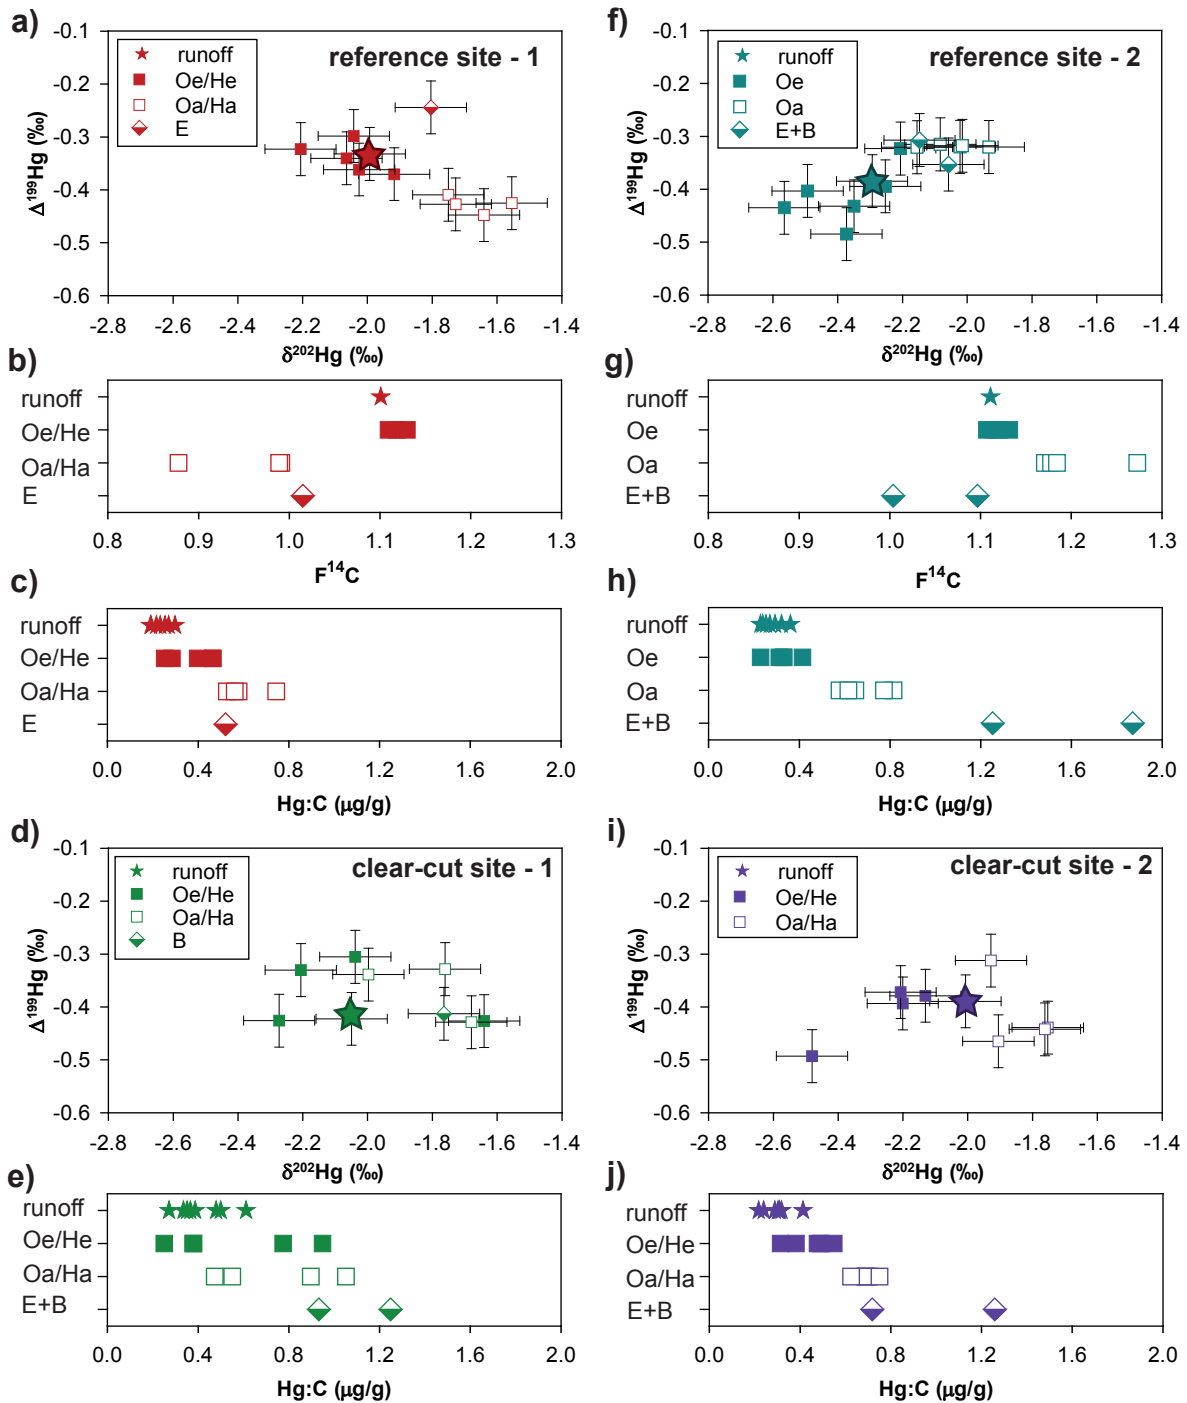 a)
reference site - 1
runoff
Oe/He
Oa/Ha
E
-0.1
-0.2
-0.3
-0.4
-0.5
-0.6
Δ¹⁹⁹Hg (‰)
-2.8 -2.6 -2.4 -2.2 -2.0 -1.8 -1.6 -1.4
δ²⁰²Hg (‰)
b)
runoff
Oe/He
Oa/Ha
E
0.8 0.9 1.0 1.1 1.2 1.3
F¹⁴C
c)
runoff
Oe/He
Oa/Ha
E
0.0 0.4 0.8 1.2 1.6 2.0
Hg:C (μg/g)
d)
clear-cut site - 1
runoff
Oe/He
Oa/Ha
B
-0.1
-0.2
-0.3
-0.4
-0.5
-0.6
Δ¹⁹⁹Hg (‰)
-2.8 -2.6 -2.4 -2.2 -2.0 -1.8 -1.6 -1.4
δ²⁰²Hg (‰)
e)
runoff
Oe/He
Oa/Ha
E+B
0.0 0.4 0.8 1.2 1.6 2.0
Hg:C (μg/g)
f)
reference site - 2
runoff
Oe
Oa
E+B
-0.1
-0.2
-0.3
-0.4
-0.5
-0.6
Δ¹⁹⁹Hg (‰)
-2.8 -2.6 -2.4 -2.2 -2.0 -1.8 -1.6 -1.4
δ²⁰²Hg (‰)
g)
runoff
Oe
Oa
E+B
0.8 0.9 1.0 1.1 1.2 1.3
F¹⁴C
h)
runoff
Oe
Oa
E+B
0.0 0.4 0.8 1.2 1.6 2.0
Hg:C (μg/g)
i)
clear-cut site - 2
runoff
Oe/He
Oa/Ha
-0.1
-0.2
-0.3
-0.4
-0.5
-0.6
Δ¹⁹⁹Hg (‰)
-2.8 -2.6 -2.4 -2.2 -2.0 -1.8 -1.6 -1.4
δ²⁰²Hg (‰)
j)
runoff
Oe/He
Oa/Ha
E+B
0.0 0.4 0.8 1.2 1.6 2.0
Hg:C (μg/g)